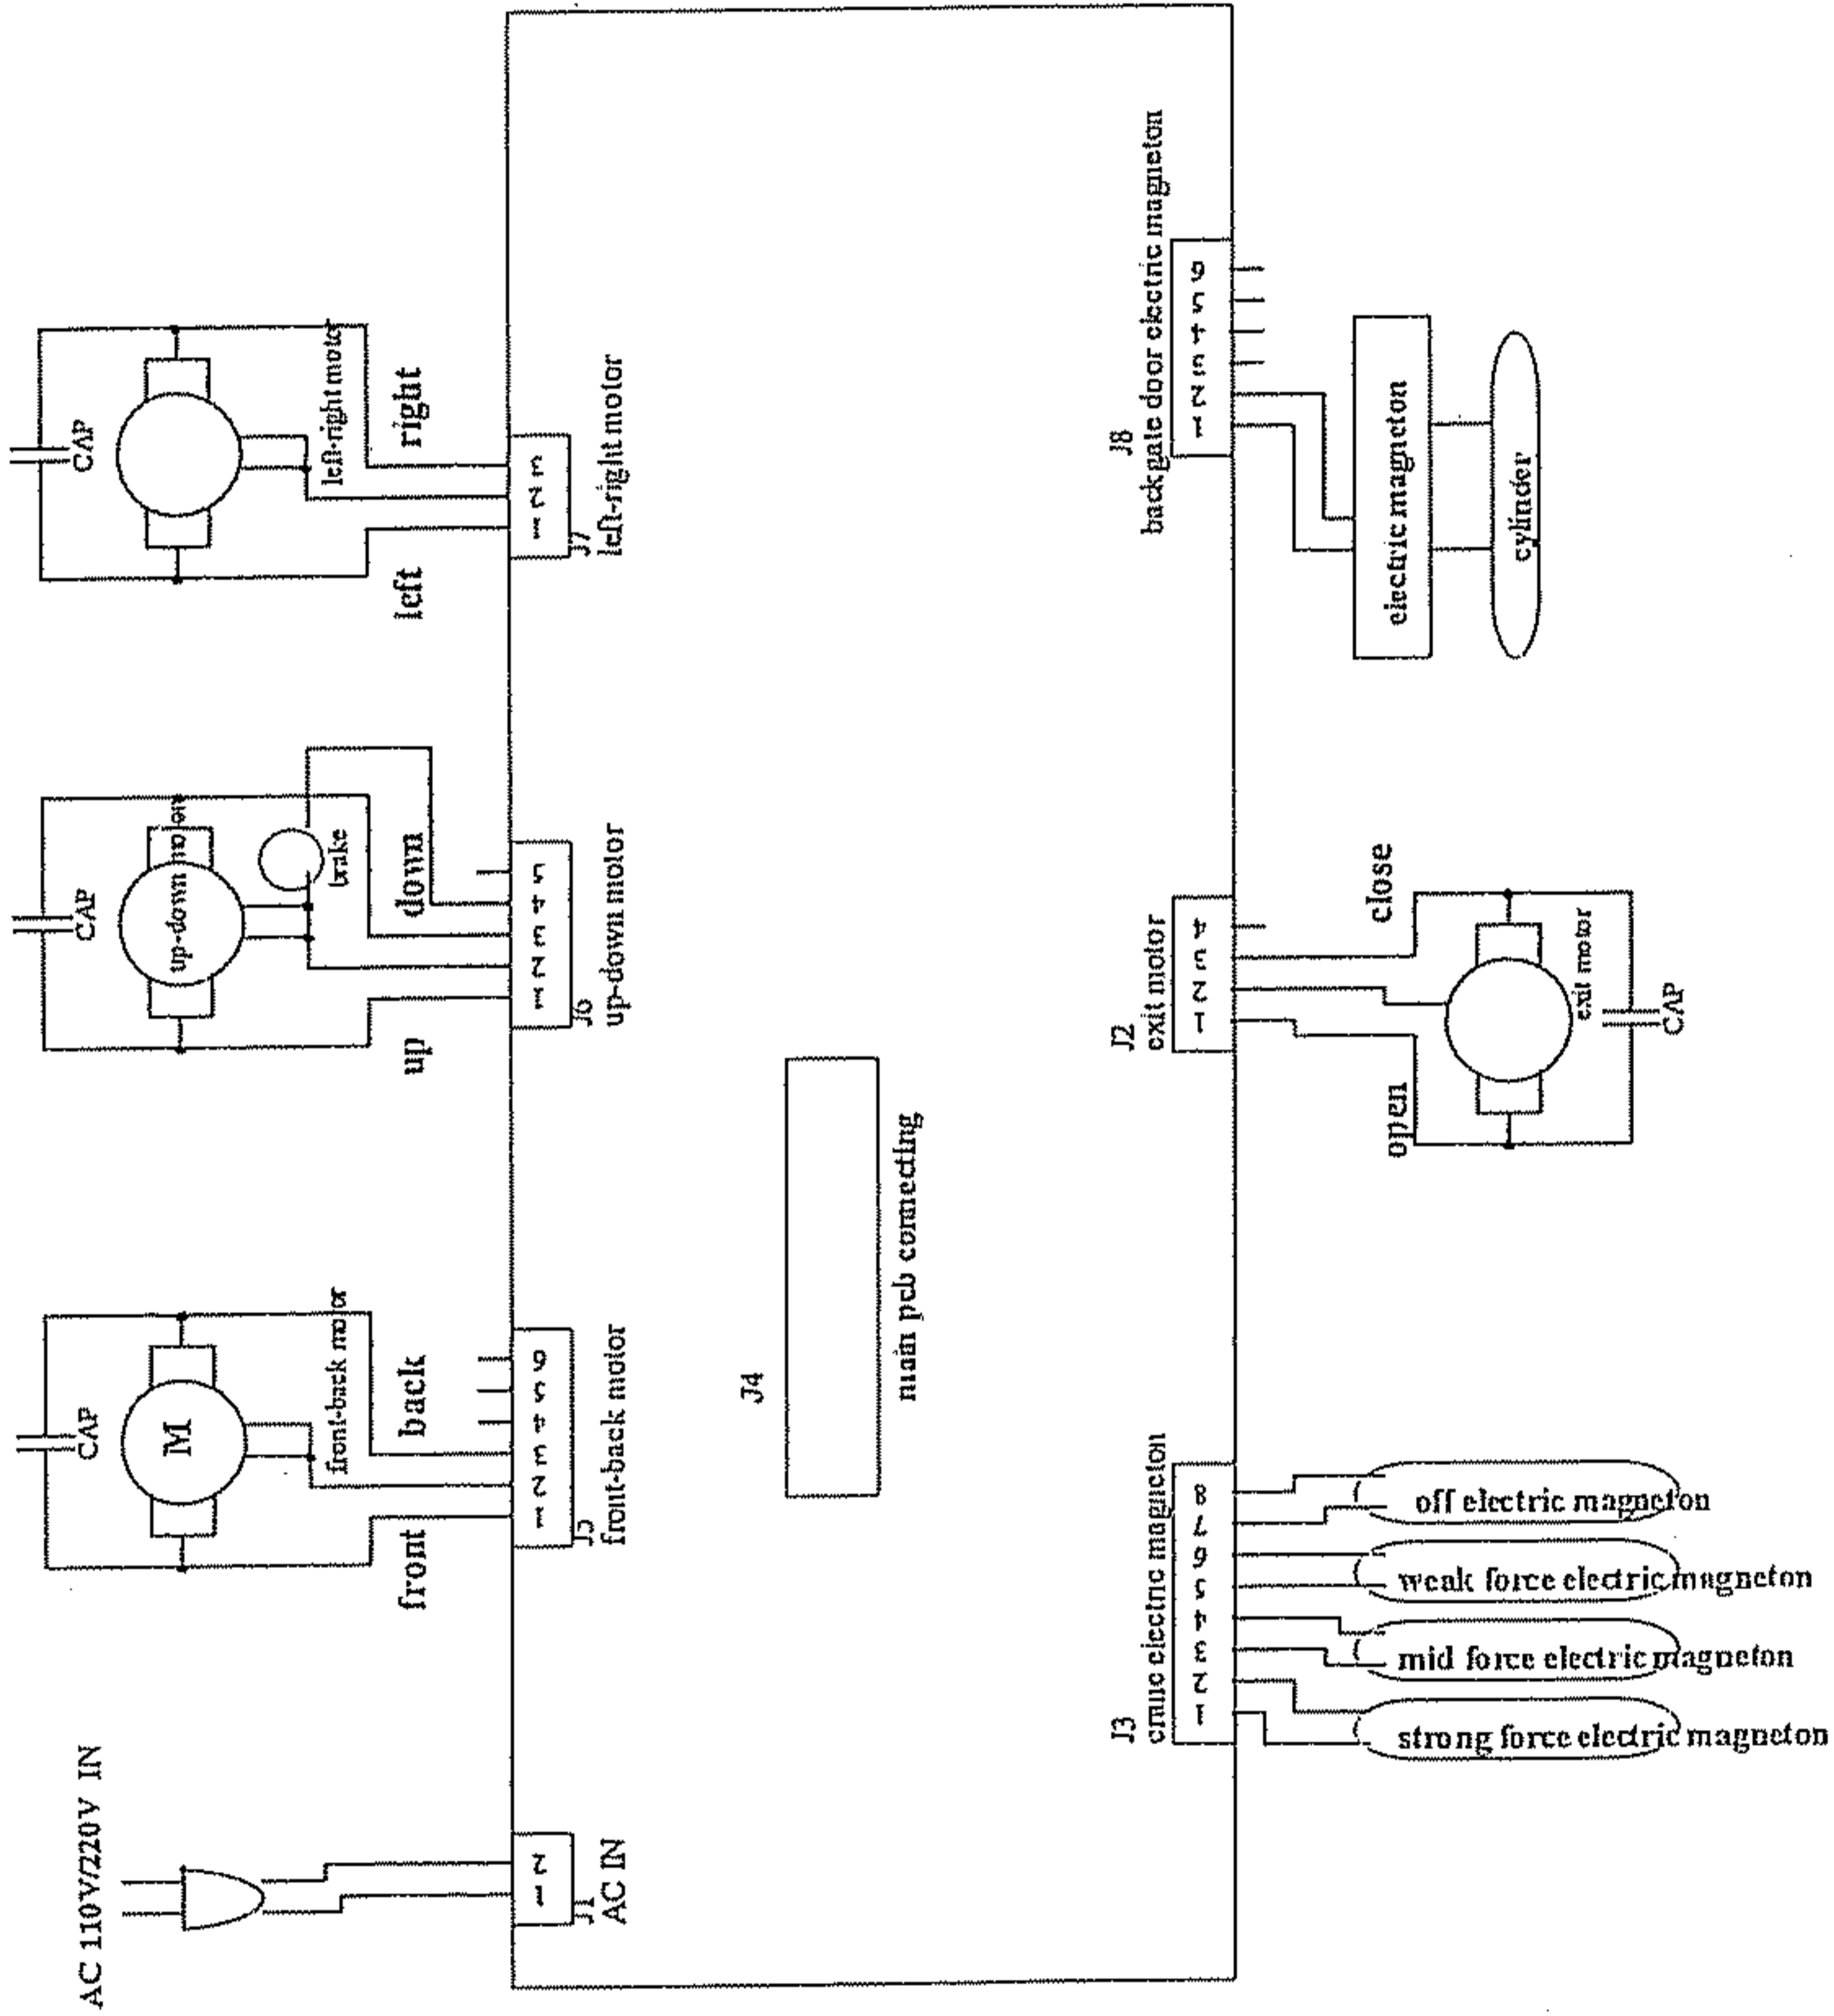 AC 110V/220V IN
CAP
M
front-back motor
front
back
CAP
up-down motor
brake
up
down
CAP
left-right motor
left
right
1 2
J1
AC IN
1 2 3 4 5 6
J5
front-back motor
1 2 3 4 5
J6
up-down motor
1 2 3
J7
left-right motor
J4
main pcb connecting
J3
electric magneton
1 2 3 4 5 6 7 8
J2
exit motor
1 2 3 4
J8
backgale door electric magneton
1 2 3 4 5 6
strong force electric magneton
mid force electric magneton
weak force electric magneton
off electric magneton
open
close
exit motor
CAP
electric magneton
cylinder